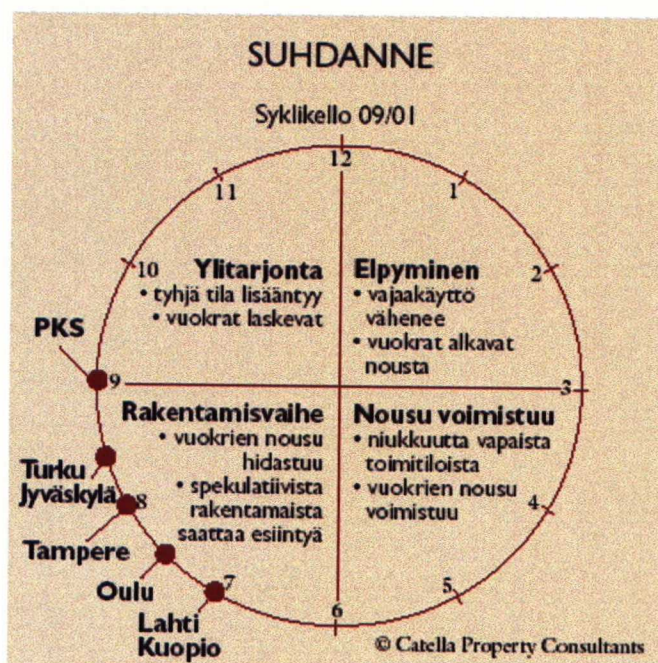 SUHDANNE
Syklikello 09/01
12
11
1
10
2
Ylitarjonta
• tyhjä tila lisääntyy
• vuokrat laskevat
Elpyminen
• vajaakäyttö
vähenee
• vuokrat alkavat
nousta
PKS
9
3
Rakentamisvaihe
• vuokrien nousu
hidastuu
• spekulatiivista
rakentamaista
saattaa esiintyä
Nousu voimistuu
• niukkuutta vapaista
toimitiloista
• vuokrien nousu
voimistuu
Turku
Jyväskylä
8
4
Tampere
Oulu
7
5
Lahti
Kuopio
6
© Catella Property Consultants